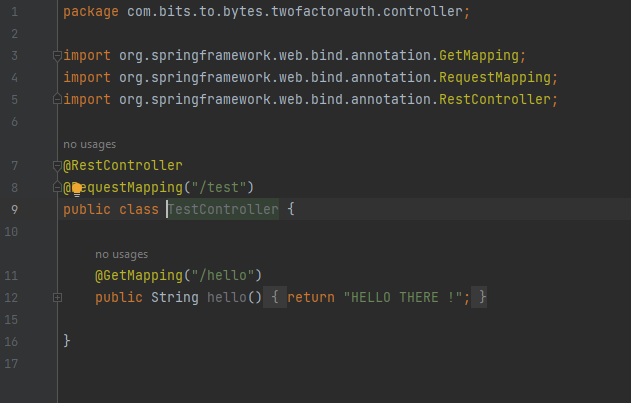 1 package com.bits.to.bytes.twofactorauth.controller;
2
3 import org.springframework.web.bind.annotation.GetMapping;
4 import org.springframework.web.bind.annotation.RequestMapping;
5 import org.springframework.web.bind.annotation.RestController;
6
no usages
7 @RestController
8 @RequestMapping("/test")
9 public class TestController {
10
no usages
11 @GetMapping("/hello")
12 public String hello() { return "HELLO THERE !"; }
15
16 }
17